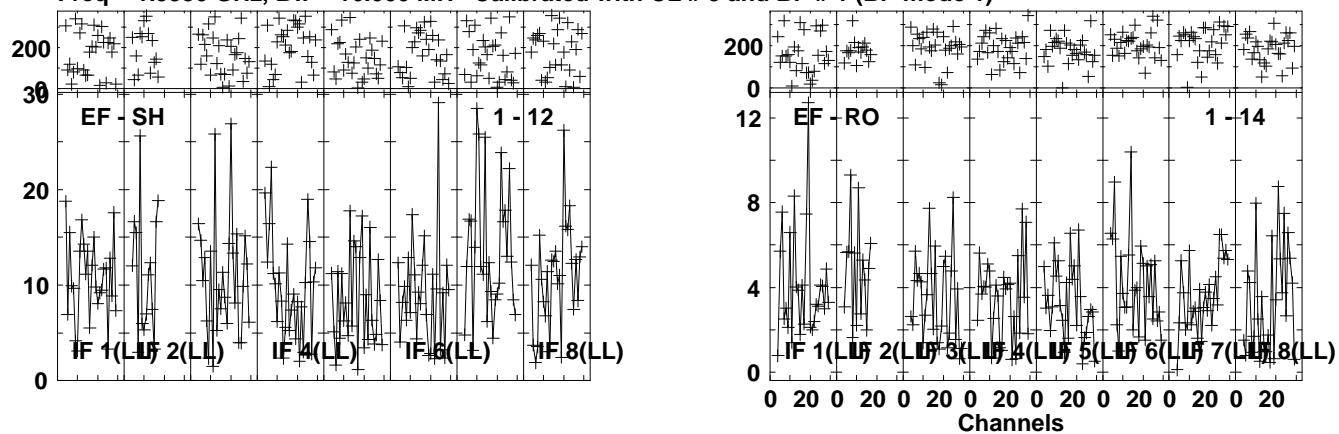 Calibrated with
200
0
30
20
10
0
EF - SH
1 - 12
IF 1(LL)
IF 2(LL)
IF 4(LL)
IF 6(LL)
IF 8(LL)
400
200
0
12
8
4
0
EF - RO
1 - 14
IF 1(LL)
IF 2(LL)
IF 3(LL)
IF 4(LL)
IF 5(LL)
IF 6(LL)
IF 7(LL)
IF 8(LL)
0 20 0 20 0 20 0 20 0 20 0 20 0 20 0 20
Channels